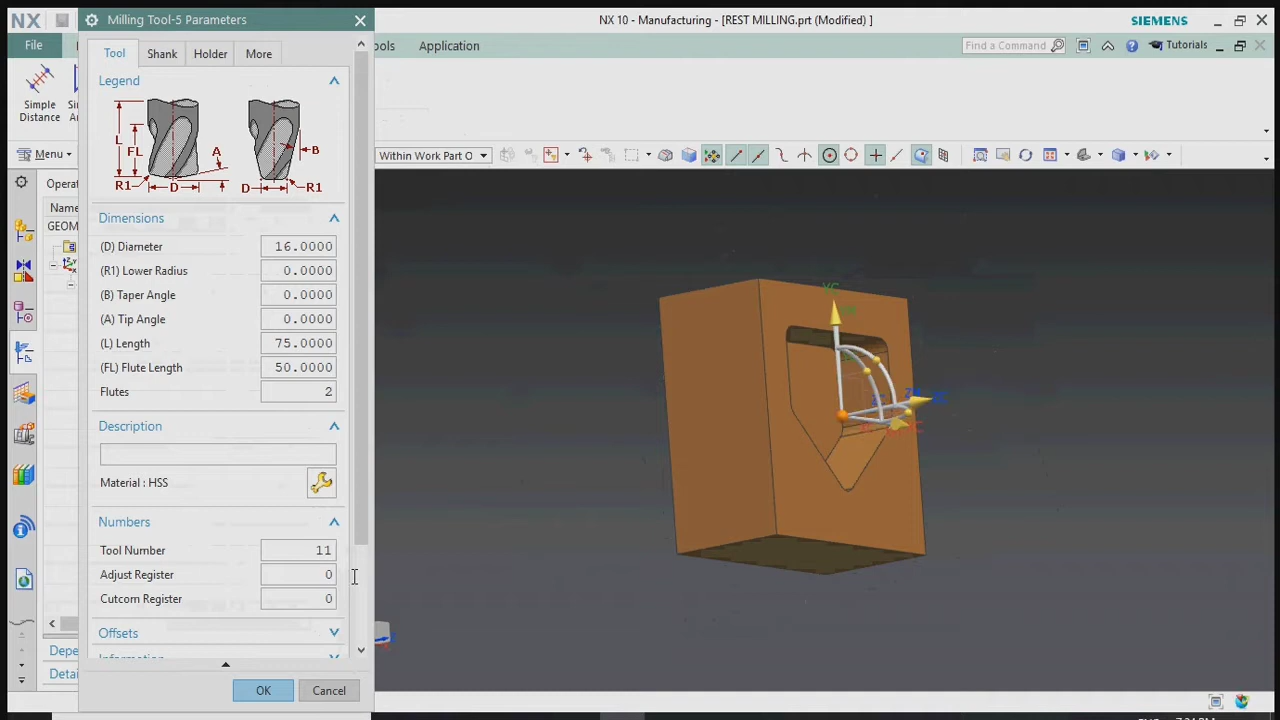 NX
Milling Tool-5 Parameters
NX 10 - Manufacturing - [REST MILLING.prt (Modified) ]
SIEMENS
File
Tool
Shank
Holder
More
ols
Application
Find a Command
Tutorials
Simple
Distance
Legend
L
FL
A
R1
D
B
D
R1
Menu
Within Work Part O
Operat
Name
GEOM
Dimensions
(D) Diameter 16.0000
(R1) Lower Radius 0.0000
(B) Taper Angle 0.0000
(A) Tip Angle 0.0000
(L) Length 75.0000
(FL) Flute Length 50.0000
Flutes 2
YC
Description
Material : HSS
Numbers
Tool Number 11
Adjust Register 0
Cutcom Register 0
Offsets
Depe
Detai
OK
Cancel